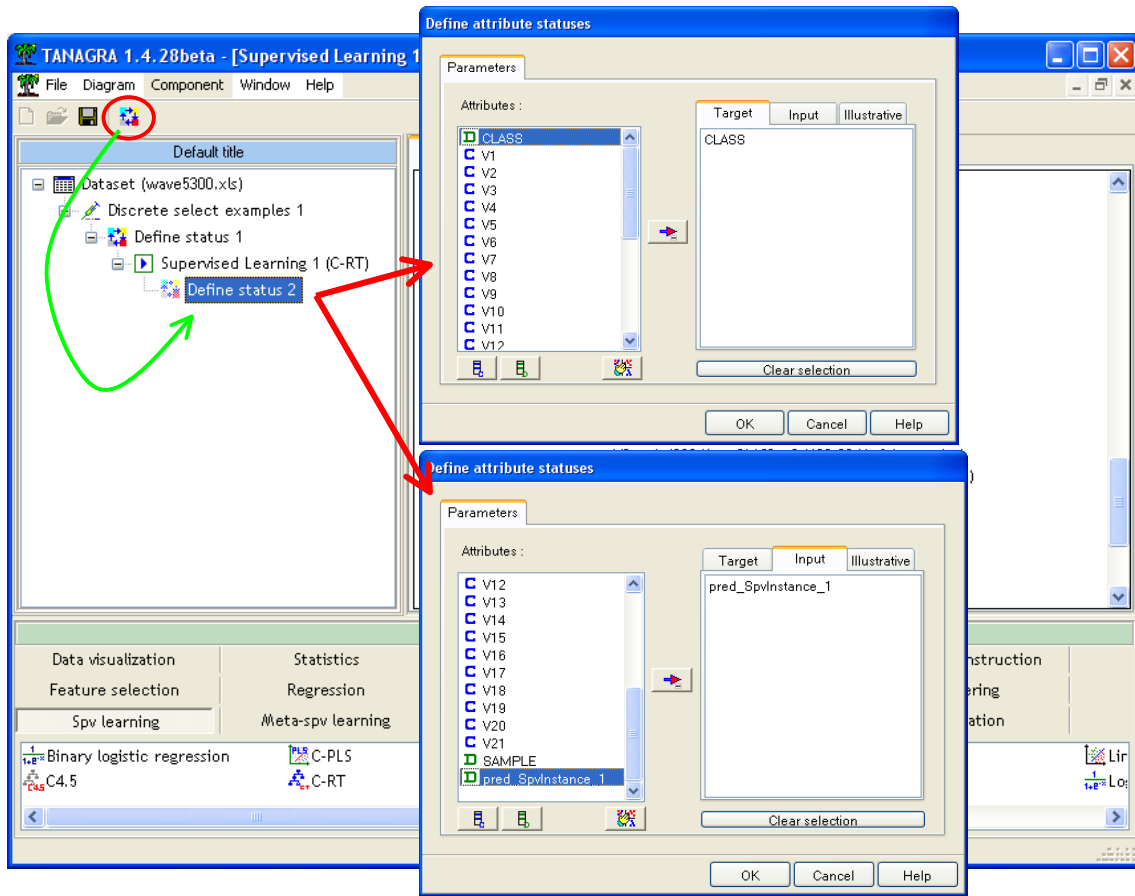 TANAGRA 1.4.28beta - [Supervised Learning 1
File Diagram Component Window Help
Default title
Dataset (wave5300.xls)
Discrete select examples 1
Define status 1
Supervised Learning 1 (C-RT)
Define status 2
Define attribute statuses
Parameters
Attributes :
CLASS
V1
V2
V3
V4
V5
V6
V7
V8
V9
V10
V11
V12
Target Input Illustrative
CLASS
Clear selection
OK Cancel Help
Define attribute statuses
Parameters
Attributes :
V12
V13
V14
V15
V16
V17
V18
V19
V20
V21
SAMPLE
pred_SpvInstance_1
Target Input Illustrative
pred_SpvInstance_1
Clear selection
OK Cancel Help
Data visualization Statistics nstruction
Feature selection Regression ering
Spv learning Meta-spv learning ation
Binary logistic regression C-PLS Lin
C4.5 C-RT Lo